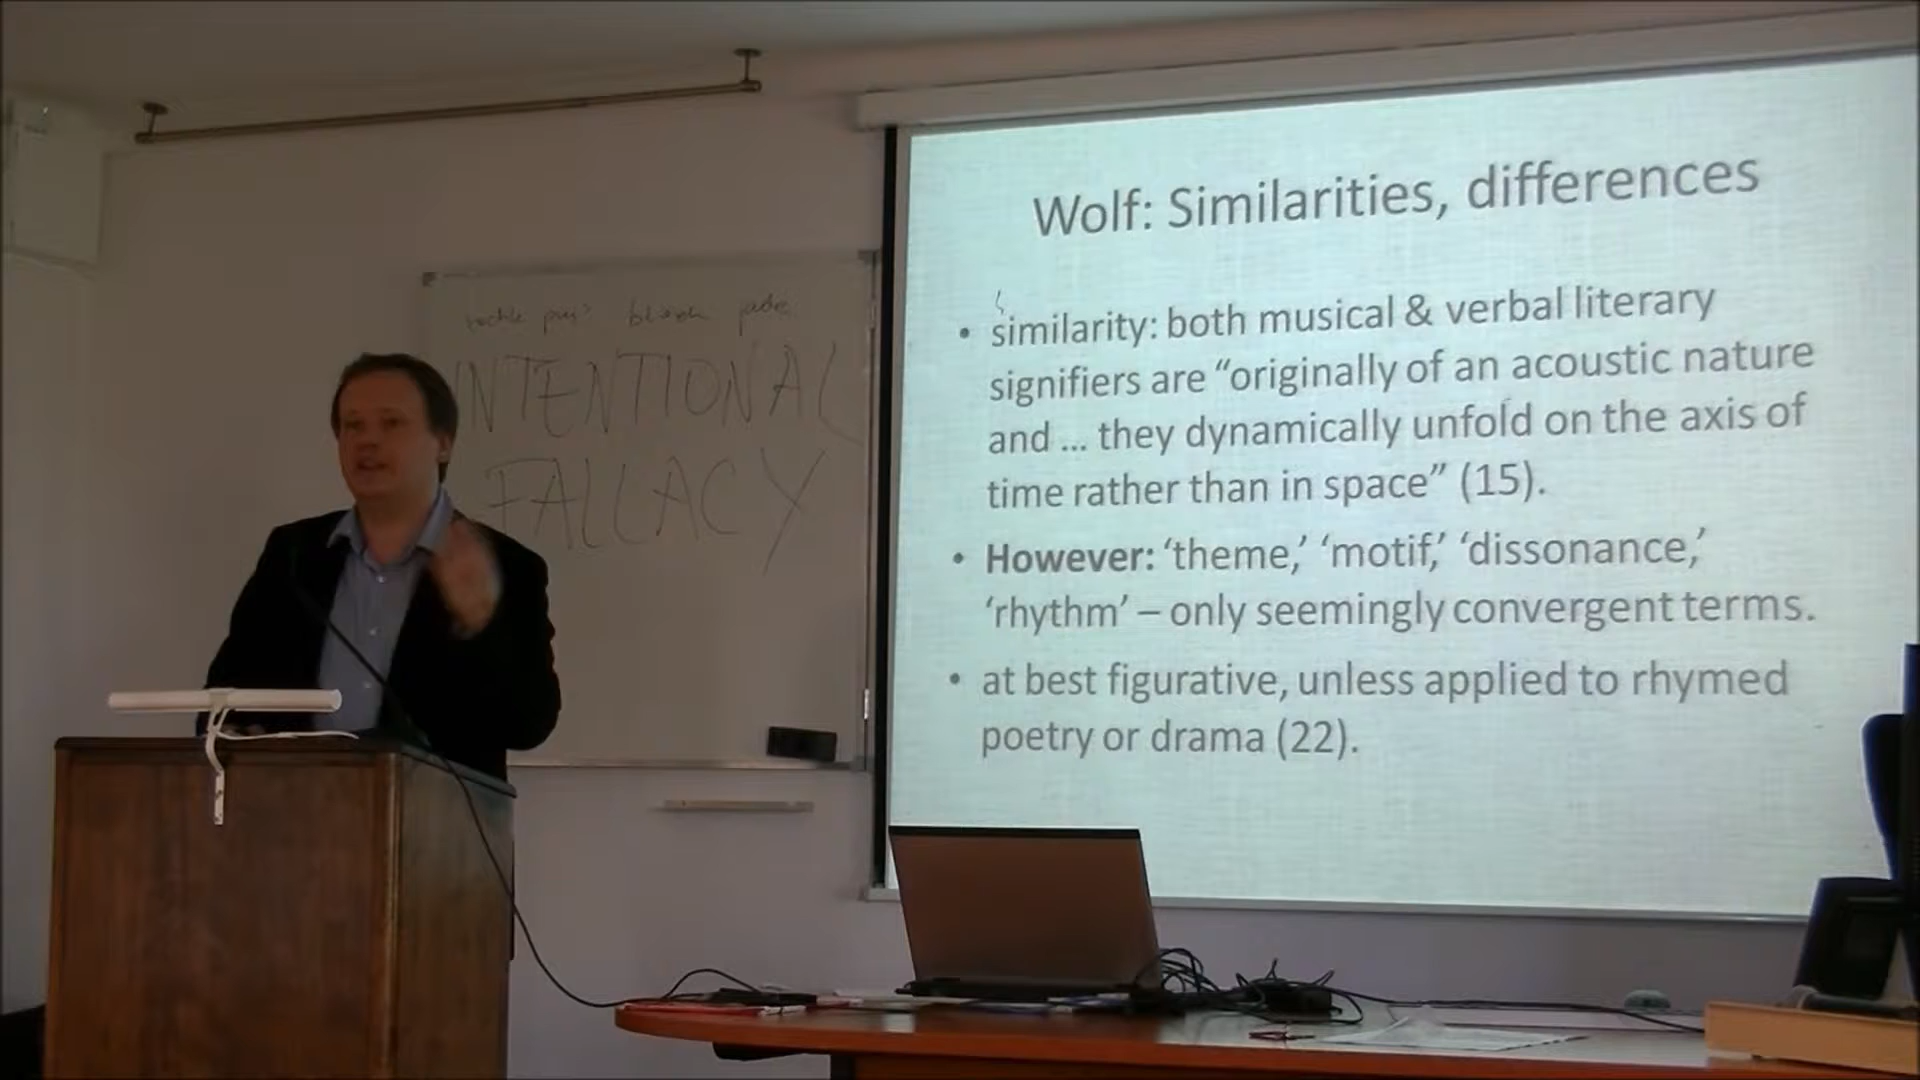 INTENTIONAL
FALLACY
Wolf: Similarities, differences
• similarity: both musical & verbal literary
signifiers are “originally of an acoustic nature
and ... they dynamically unfold on the axis of
time rather than in space” (15).
• However: ‘theme,’ ‘motif,’ ‘dissonance,’
‘rhythm’ – only seemingly convergent terms.
• at best figurative, unless applied to rhymed
poetry or drama (22).